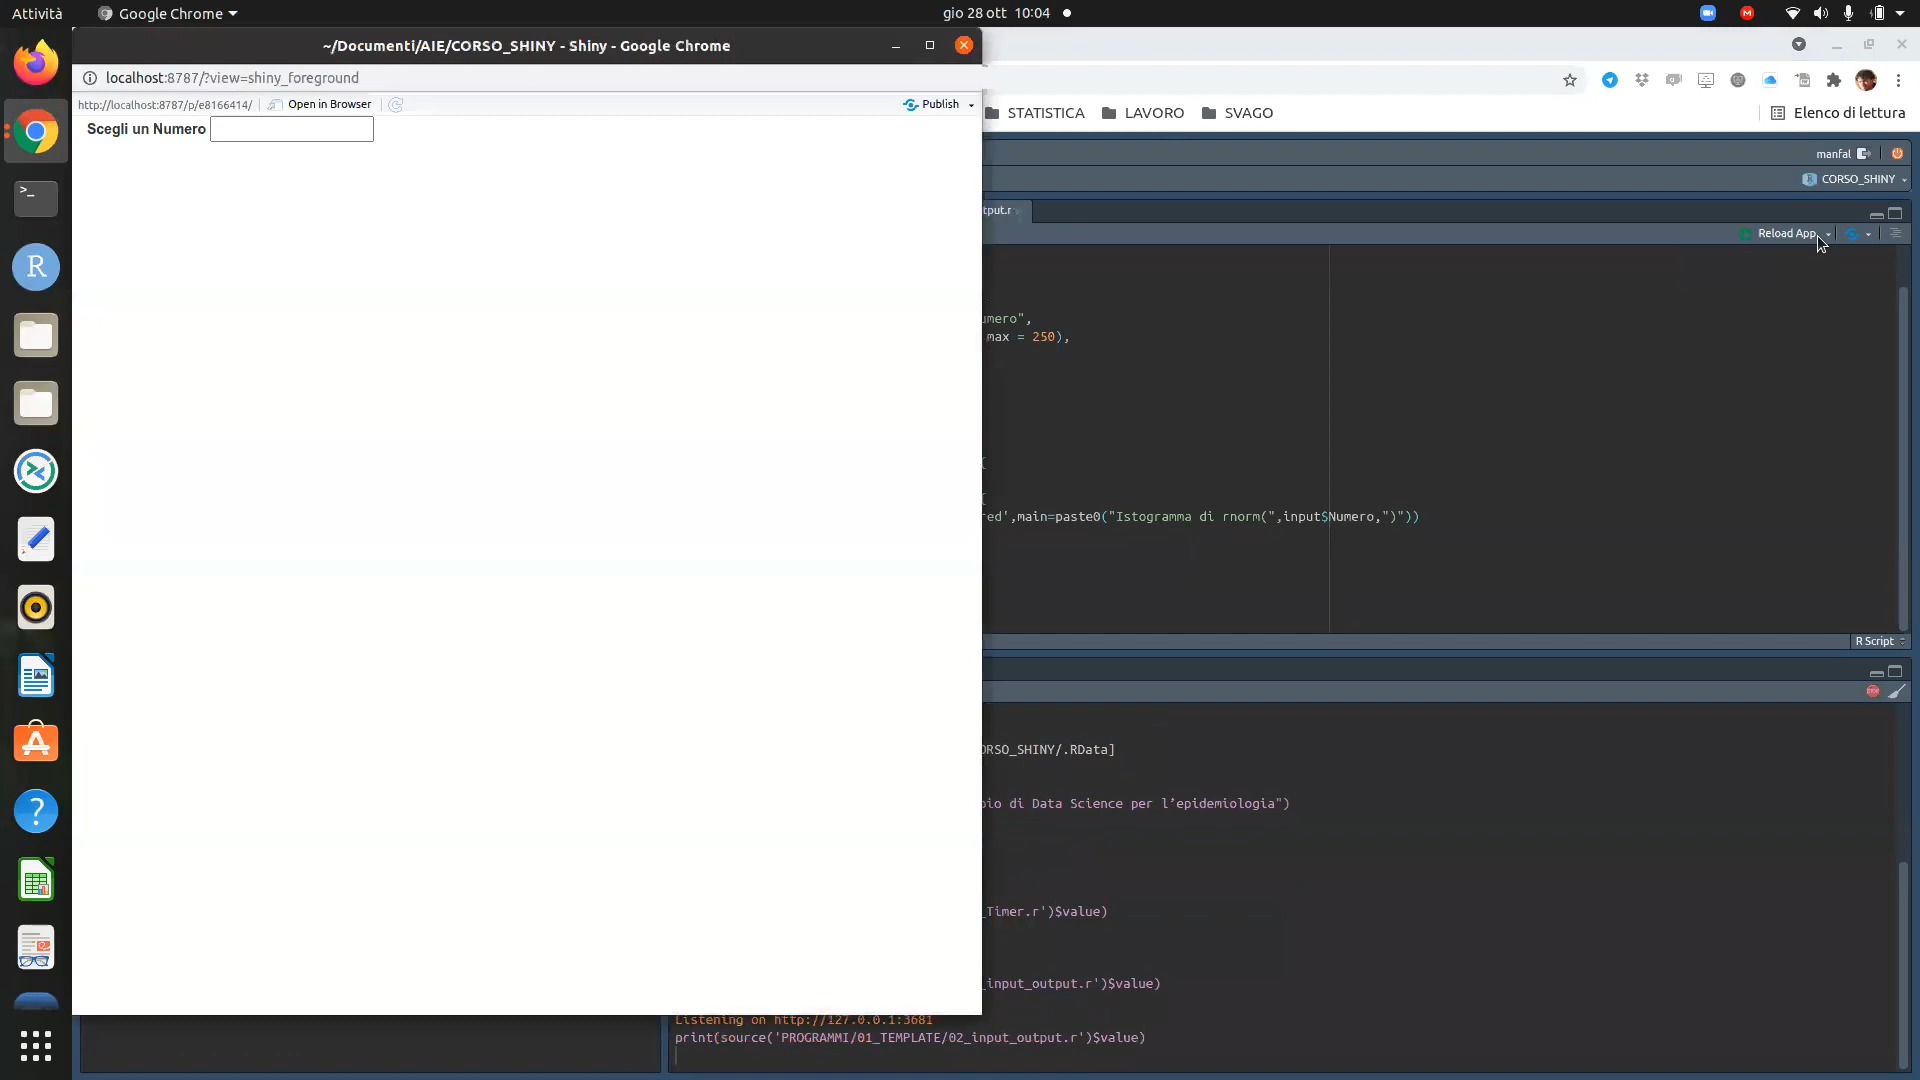 Attività
Google Chrome
gio 28 ott 10:04
~/Documenti/AIE/CORSO_SHINY - Shiny - Google Chrome
localhost:8787/?view=shiny_foreground
http://localhost:8787/p/e8166414/
Open in Browser
Publish
Scegli un Numero
STATISTICA
LAVORO
SVAGO
Elenco di lettura
manfal
CORSO_SHINY
tput.r
Reload App
umero",
max = 250),
{
{
red',main=paste0("Istogramma di rnorm(",input$Numero,")"))
R Script
ORSO_SHINY/.RData]
pio di Data Science per l’epidemiologia")
_Timer.r')$value)
_input_output.r')$value)
Listening on http://127.0.0.1:3681
print(source('PROGRAMMI/01_TEMPLATE/02_input_output.r')$value)